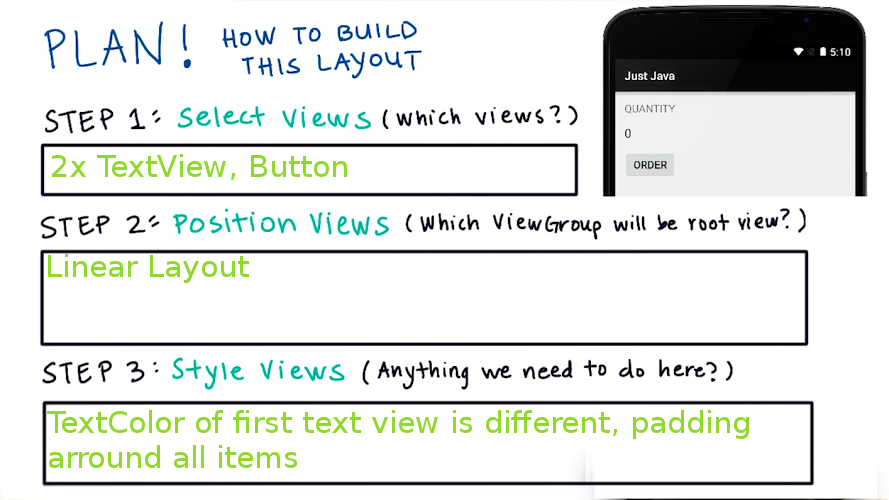 PLAN! HOW TO BUILD
THIS LAYOUT
5:10
Just Java
QUANTITY
0
ORDER
STEP 1: Select Views (which views?)
2x TextView, Button
STEP 2: Position Views (Which ViewGroup will be root view?)
Linear Layout
STEP 3: Style Views (Anything we need to do here?)
TextColor of first text view is different, padding
arround all items